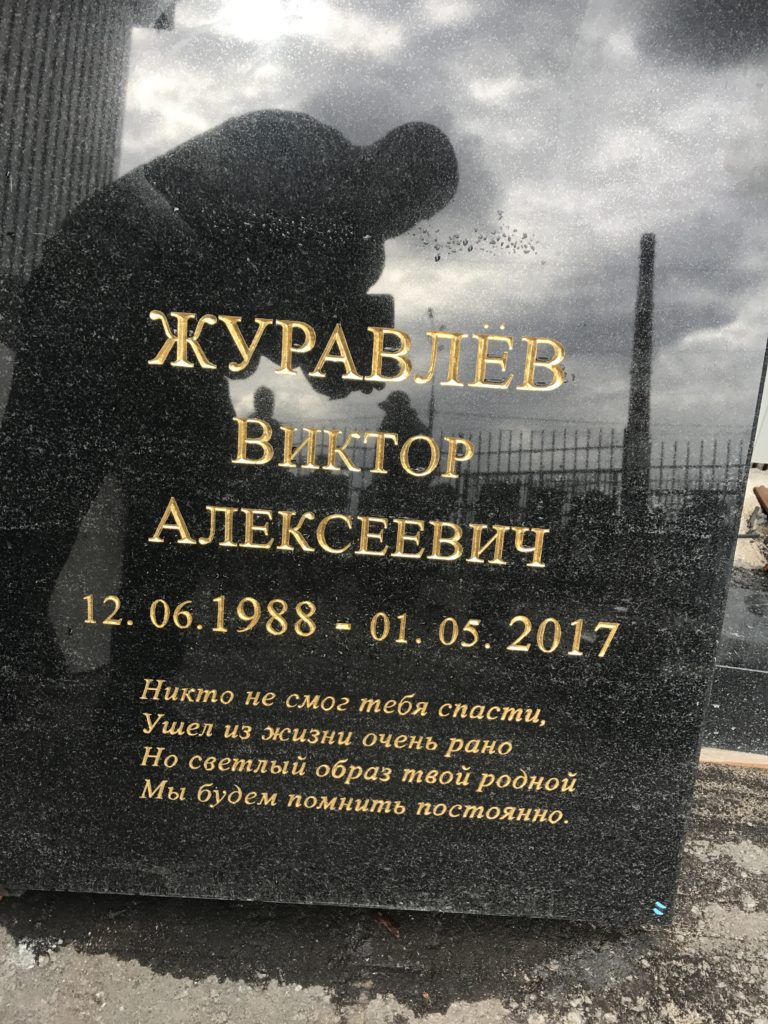 ЖУРАВЛЁВ
ВИКТОР
АЛЕКСЕЕВИЧ
12. 06. 1988 - 01. 05. 2017
Никто не смог тебя спасти,
Ушел из жизни очень рано
Но светлый образ твой родной
Мы будем помнить постоянно.